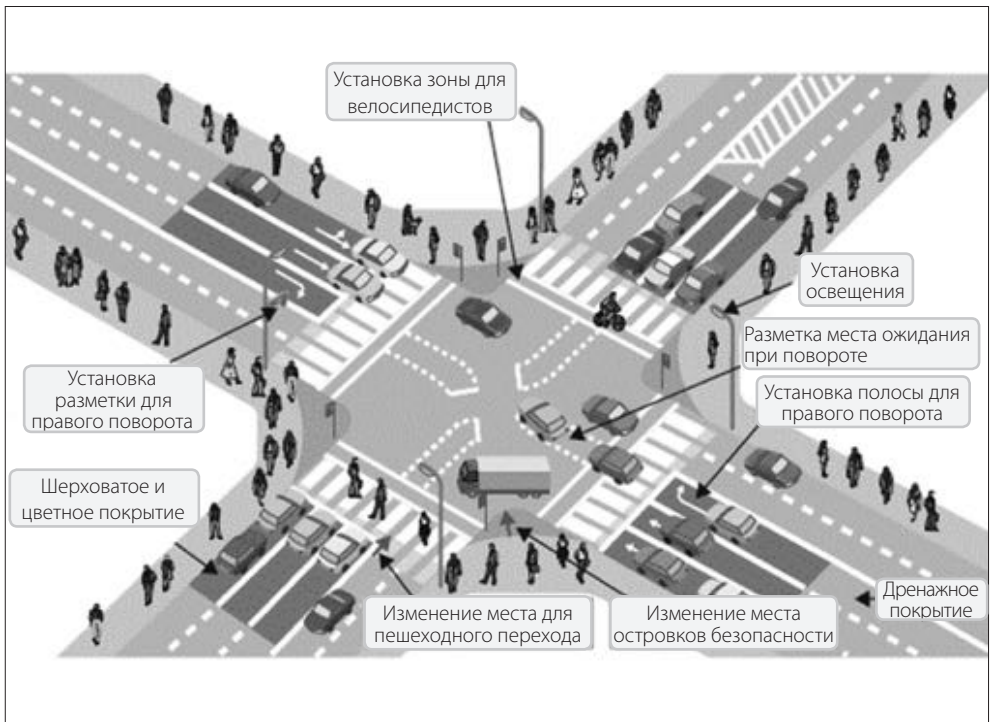 Установка зоны для
велосипедистов
Установка
освещения
Разметка места ожидания
при повороте
Установка
разметки для
правого поворота
Установка полосы для
правого поворота
Шерховатое и
цветное покрытие
Дренажное
покрытие
Изменение места для
пешеходного перехода
Изменение места
островков безопасности